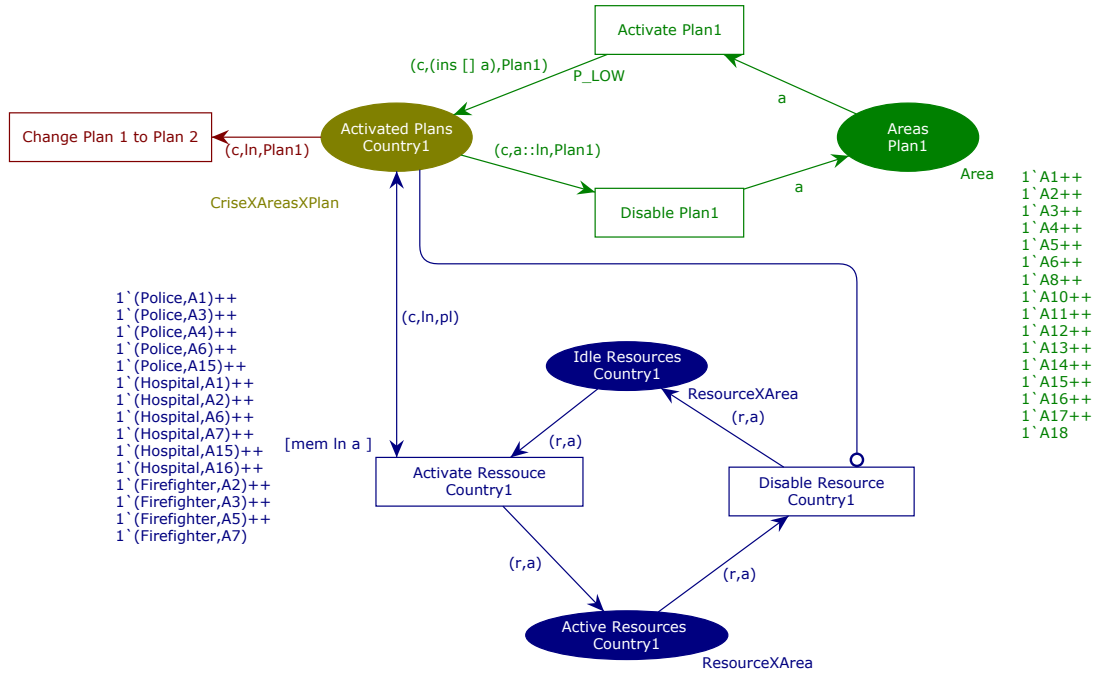 Activate Plan1
(c,(ins [] a),Plan1)
P_LOW
a
Change Plan 1 to Plan 2
(c,ln,Plan1)
Activated Plans
Country1
(c,a::ln,Plan1)
Areas
Plan1
Area
a
Disable Plan1
CriseXAreasXPlan
1`A1++
1`A2++
1`A3++
1`A4++
1`A5++
1`A6++
1`A8++
1`A10++
1`A11++
1`A12++
1`A13++
1`A14++
1`A15++
1`A16++
1`A17++
1`A18
1`(Police,A1)++
1`(Police,A3)++
1`(Police,A4)++
1`(Police,A6)++
1`(Police,A15)++
1`(Hospital,A1)++
1`(Hospital,A2)++
1`(Hospital,A6)++
1`(Hospital,A7)++
1`(Hospital,A15)++
1`(Hospital,A16)++
1`(Firefighter,A2)++
1`(Firefighter,A3)++
1`(Firefighter,A5)++
1`(Firefighter,A7)
(c,ln,pl)
Idle Resources
Country1
ResourceXArea
(r,a)
(r,a)
[mem ln a ]
Activate Ressouce
Country1
Disable Resource
Country1
(r,a)
(r,a)
Active Resources
Country1
ResourceXArea